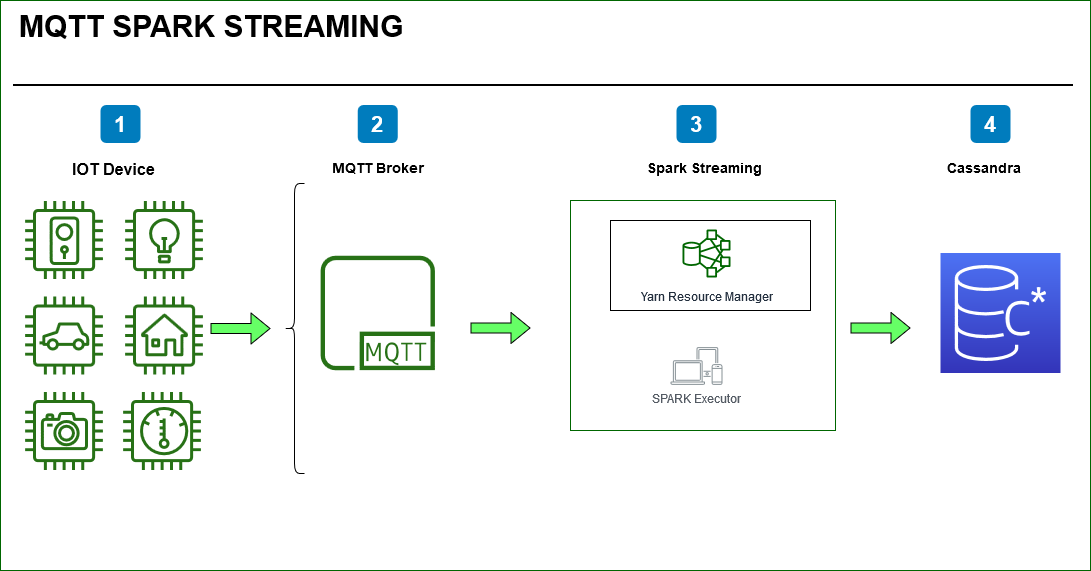 MQTT SPARK STREAMING
1
2
3
4
IOT Device
MQTT Broker
Spark Streaming
Cassandra
Yarn Resource Manager
MQTT
SPARK Executor
C*